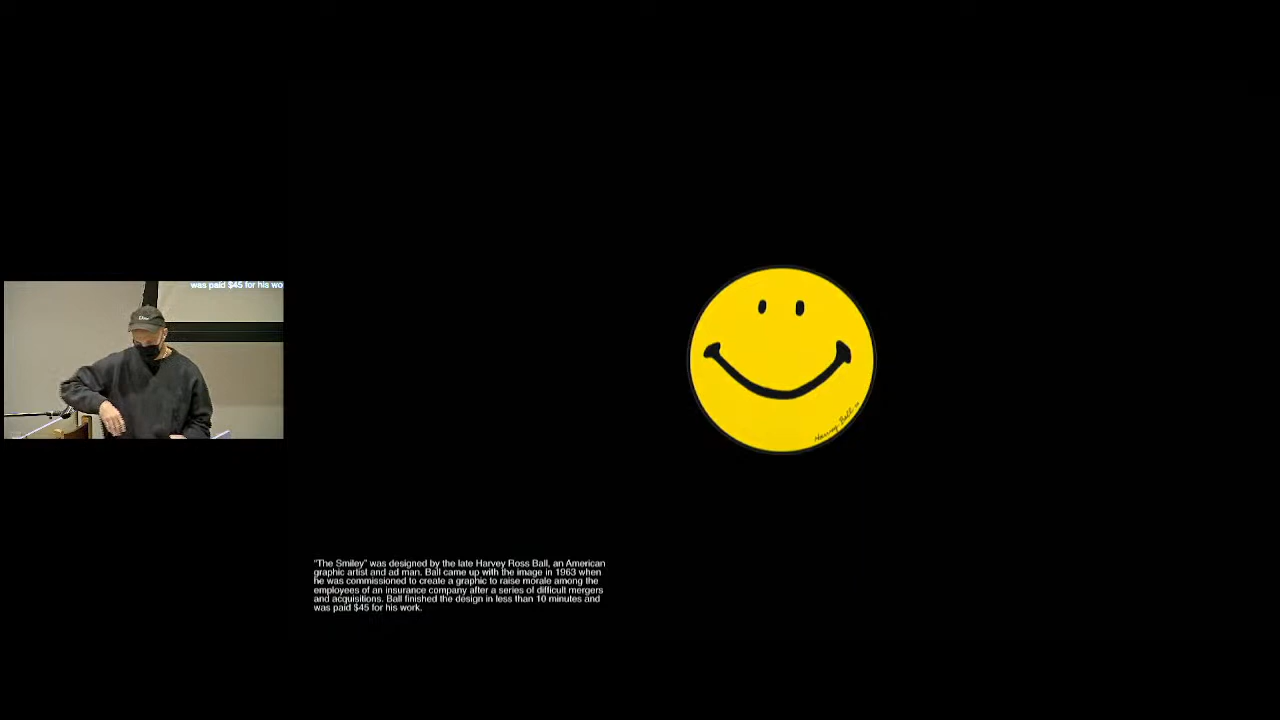 was paid $45 for his wo
Dior
Harvey Ball
"The Smiley" was designed by the late Harvey Ross Ball, an American
graphic artist and ad man. Ball came up with the image in 1963 when
he was commissioned to create a graphic to raise morale among the
employees of an insurance company after a series of difficult mergers
and acquisitions. Ball finished the design in less than 10 minutes and
was paid $45 for his work.